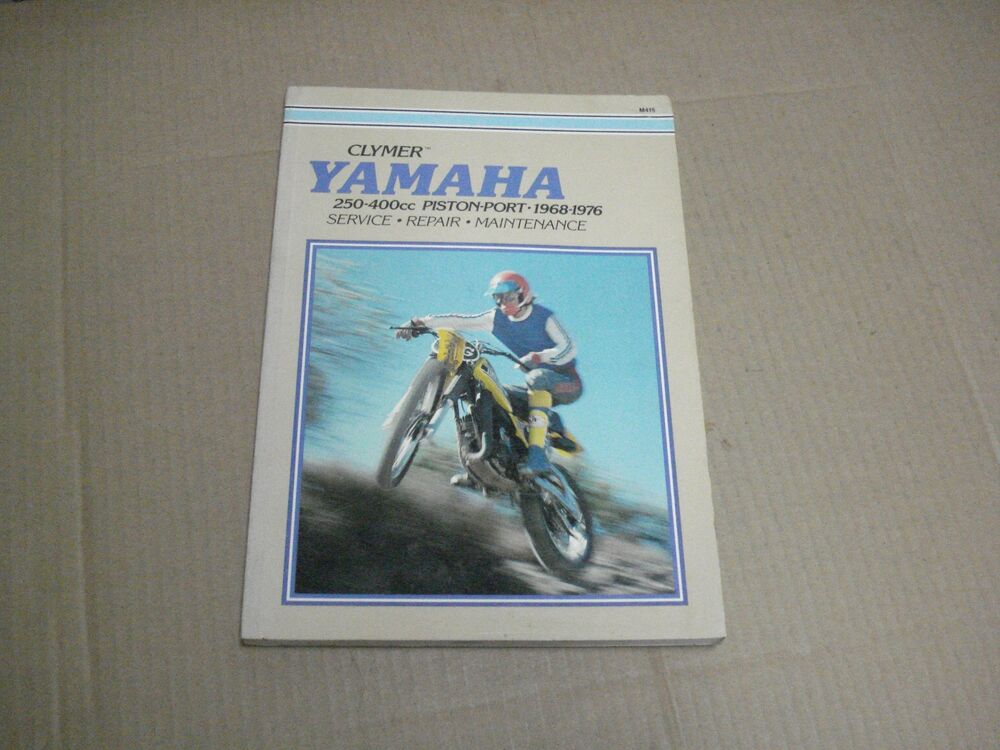 M415
CLYMER™
YAMAHA
250-400cc PISTON-PORT • 1968-1976
SERVICE • REPAIR • MAINTENANCE